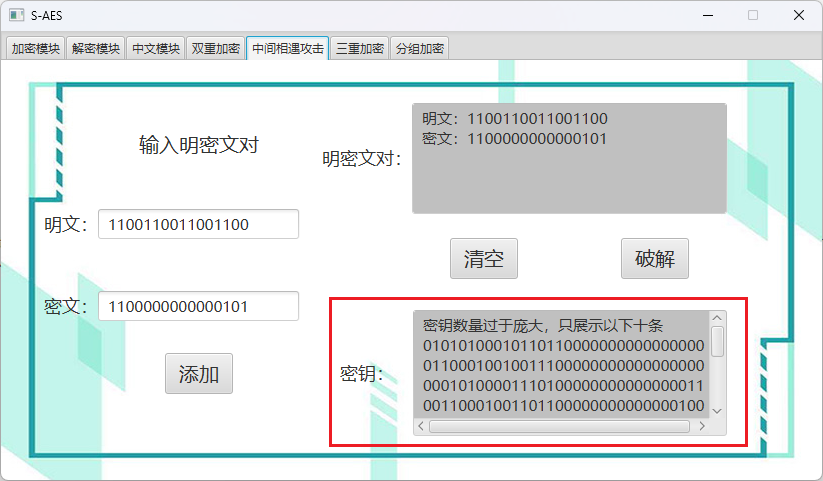 S-AES
加密模块 解密模块 中文模块 双重加密 中间相遇攻击 三重加密 分组加密
输入明密文对
明密文对：
明文：1100110011001100
密文：1100000000000101
明文：
1100110011001100
清空
破解
密文：
1100000000000101
添加
密钥：
密钥数量过于庞大，只展示以下十条
01010100010110110000000000000000
01100010010011100000000000000000
00010100001110100000000000000011
00110001001101100000000000000100